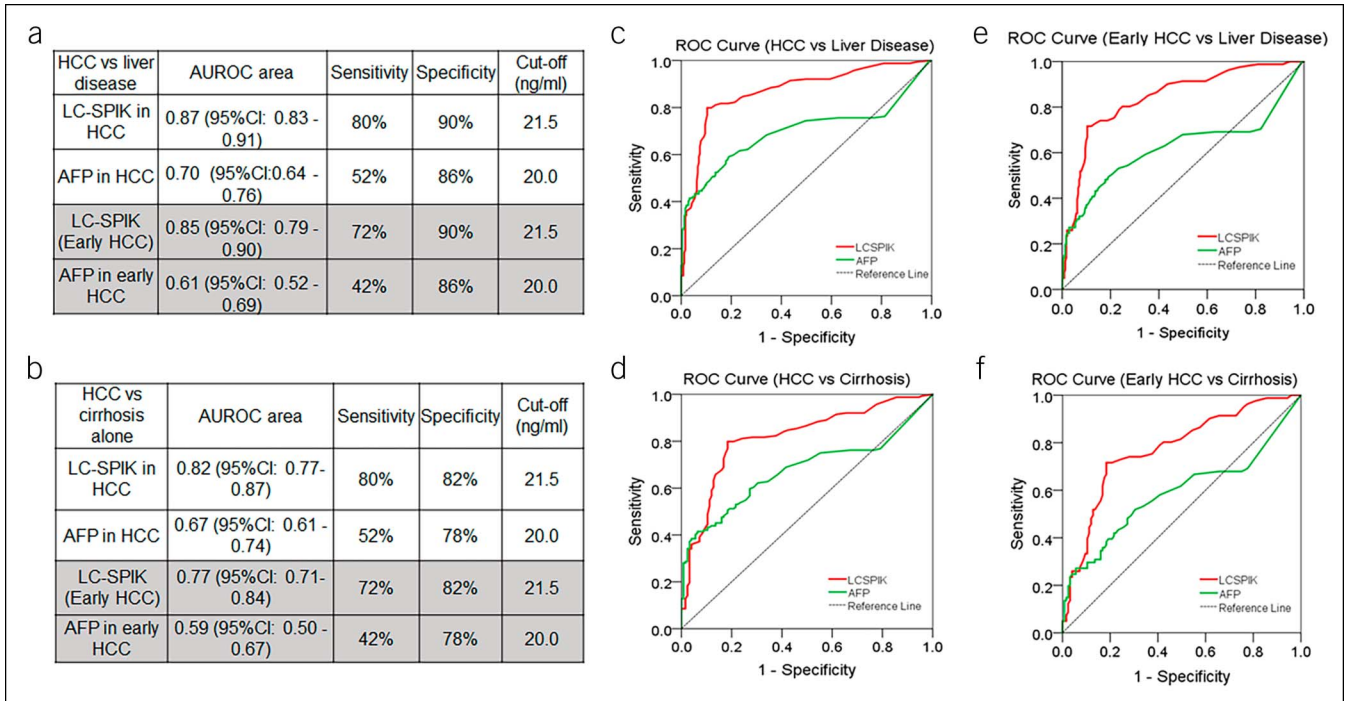 a
HCC vs liver
disease
AUROC area
Sensitivity
Specificity
Cut-off
(ng/ml)
LC-SPIK in
HCC
0.87 (95%CI: 0.83 -
0.91)
80%
90%
21.5
AFP in HCC
0.70 (95%CI:0.64 -
0.76)
52%
86%
20.0
LC-SPIK
(Early HCC)
0.85 (95%CI: 0.79 -
0.90)
72%
90%
21.5
AFP in early
HCC
0.61 (95%CI: 0.52 -
0.69)
42%
86%
20.0
b
HCC vs
cirrhosis
alone
AUROC area
Sensitivity
Specificity
Cut-off
(ng/ml)
LC-SPIK in
HCC
0.82 (95%CI: 0.77-
0.87)
80%
82%
21.5
AFP in HCC
0.67 (95%CI: 0.61 -
0.74)
52%
78%
20.0
LC-SPIK
(Early HCC)
0.77 (95%CI: 0.71-
0.84)
72%
82%
21.5
AFP in early
HCC
0.59 (95%CI: 0.50 -
0.67)
42%
78%
20.0
c
ROC Curve (HCC vs Liver Disease)
Sensitivity
1.0
0.8
0.6
0.4
0.2
0.0
LCSPIK
AFP
Reference Line
0.0 0.2 0.4 0.6 0.8 1.0
1 - Specificity
d
ROC Curve (HCC vs Cirrhosis)
Sensitivity
1.0
0.8
0.6
0.4
0.2
0.0
LCSPIK
AFP
Reference Line
0.0 0.2 0.4 0.6 0.8 1.0
1 - Specificity
e
ROC Curve (Early HCC vs Liver Disease)
Sensitivity
1.0
0.8
0.6
0.4
0.2
0.0
LCSPIK
AFP
Reference Line
0.0 0.2 0.4 0.6 0.8 1.0
1 - Specificity
f
ROC Curve (Early HCC vs Cirrhosis)
Sensitivity
1.0
0.8
0.6
0.4
0.2
0.0
LCSPIK
AFP
Reference Line
0.0 0.2 0.4 0.6 0.8 1.0
1 - Specificity